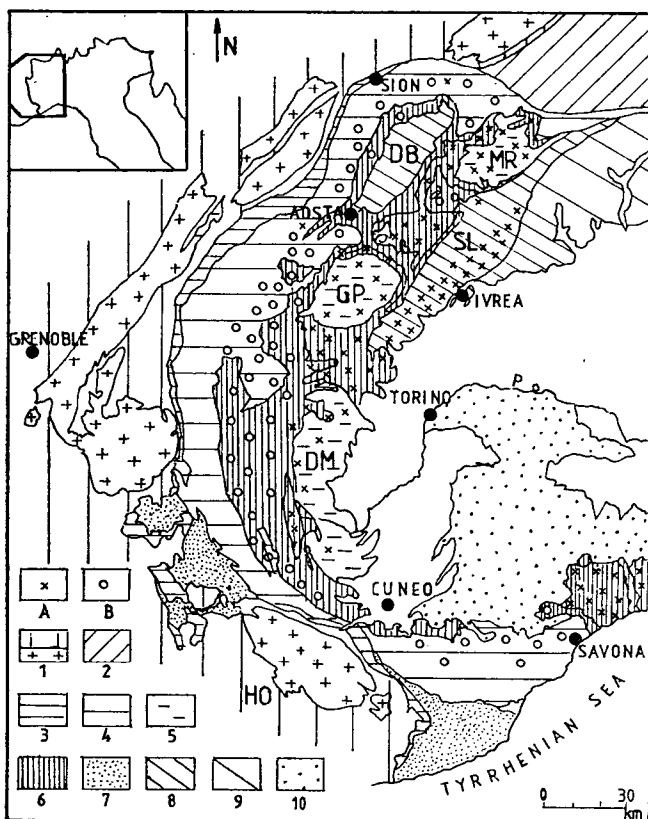 N
SION
DB
MR
AOSTA
SL
GP
IVREA
GRENOBLE
Po
TORINO
DM
CUNEO
A B
SAVONA
1 2
HO
3 4 5
TYRRHENIAN SEA
6 7 8 9 10
0 30
km